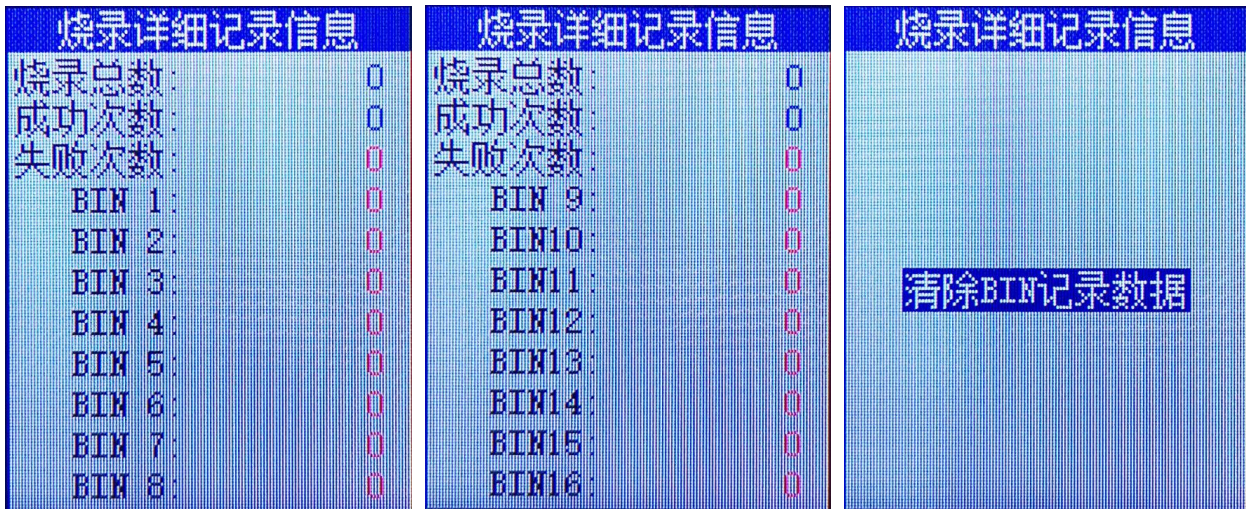 烧录详细记录信息
烧录总数: 0
成功次数: 0
失败次数: 0
BIN 1: 0
BIN 2: 0
BIN 3: 0
BIN 4: 0
BIN 5: 0
BIN 6: 0
BIN 7: 0
BIN 8: 0
烧录详细记录信息
烧录总数: 0
成功次数: 0
失败次数: 0
BIN 9: 0
BIN10: 0
BIN11: 0
BIN12: 0
BIN13: 0
BIN14: 0
BIN15: 0
BIN16: 0
烧录详细记录信息
清除BIN记录数据